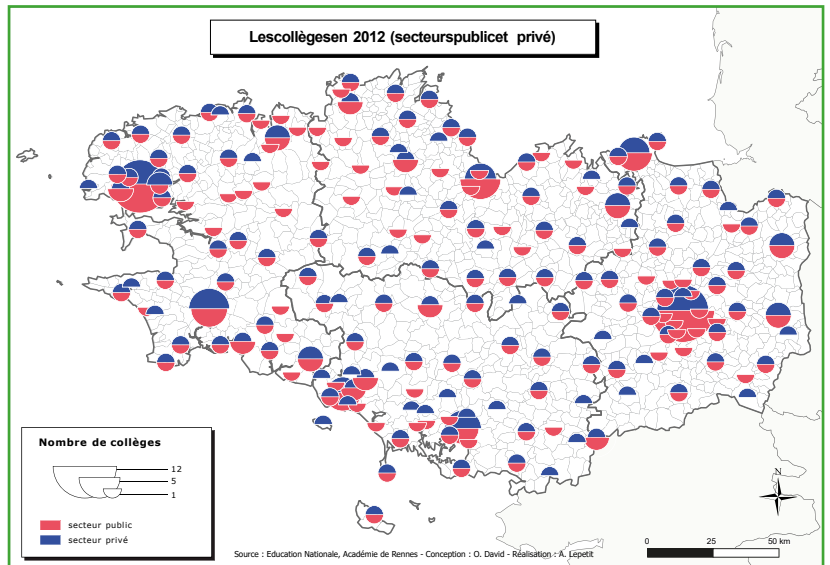 Lescollègesen 2012 (secteurspublicet privé)
Nombre de collèges
12
5
1
secteur public
secteur privé
Source : Education Nationale, Académie de Rennes - Conception : O. David - Réalisation : A. Lepetit
N
0 25 50 km